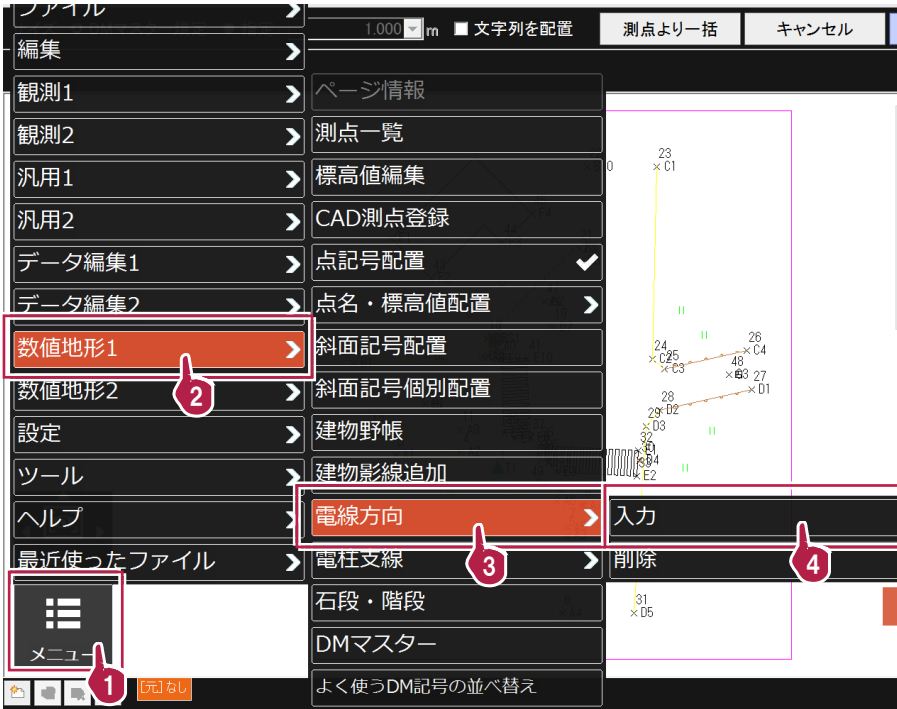 ファイル
1.000 m 文字列を配置 測点より一括 キャンセル
編集
観測1
観測2
汎用1
汎用2
データ編集1
データ編集2
数値地形1
数値地形2
設定
ツール
ヘルプ
最近使ったファイル
メニュー
[元]なし
ページ情報
測点一覧
標高値編集
CAD測点登録
点記号配置
点名・標高値配置
斜面記号配置
斜面記号個別配置
建物野帳
建物影線追加
電線方向
電柱支線
石段・階段
DMマスター
よく使うDM記号の並べ替え
入力
削除
1
2
3
4
23
C1
26
C4
24
25
C3
48
27
D1
28
D2
29
D3
32
D4
E2
31
D5